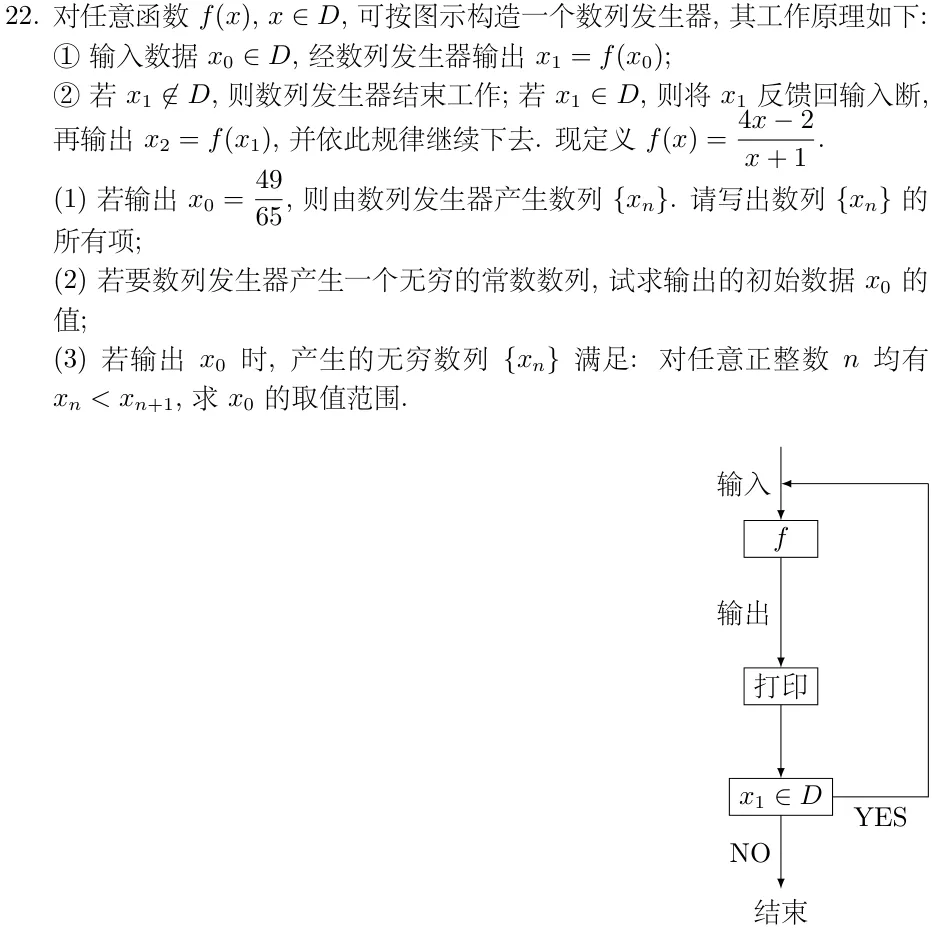 22. 对任意函数 f(x), x ∈ D, 可按图示构造一个数列发生器, 其工作原理如下:
① 输入数据 x₀ ∈ D, 经数列发生器输出 x₁ = f(x₀);
② 若 x₁ ∉ D, 则数列发生器结束工作; 若 x₁ ∈ D, 则将 x₁ 反馈回输入断,
再输出 x₂ = f(x₁), 并依此规律继续下去. 现定义 f(x) = (4x − 2)/(x + 1).
(1) 若输出 x₀ = 49/65, 则由数列发生器产生数列 {xₙ}. 请写出数列 {xₙ} 的
所有项;
(2) 若要数列发生器产生一个无穷的常数数列, 试求输出的初始数据 x₀ 的
值;
(3) 若输出 x₀ 时, 产生的无穷数列 {xₙ} 满足: 对任意正整数 n 均有
xₙ < xₙ₊₁, 求 x₀ 的取值范围.
输入
f
输出
打印
x₁ ∈ D
YES
NO
结束